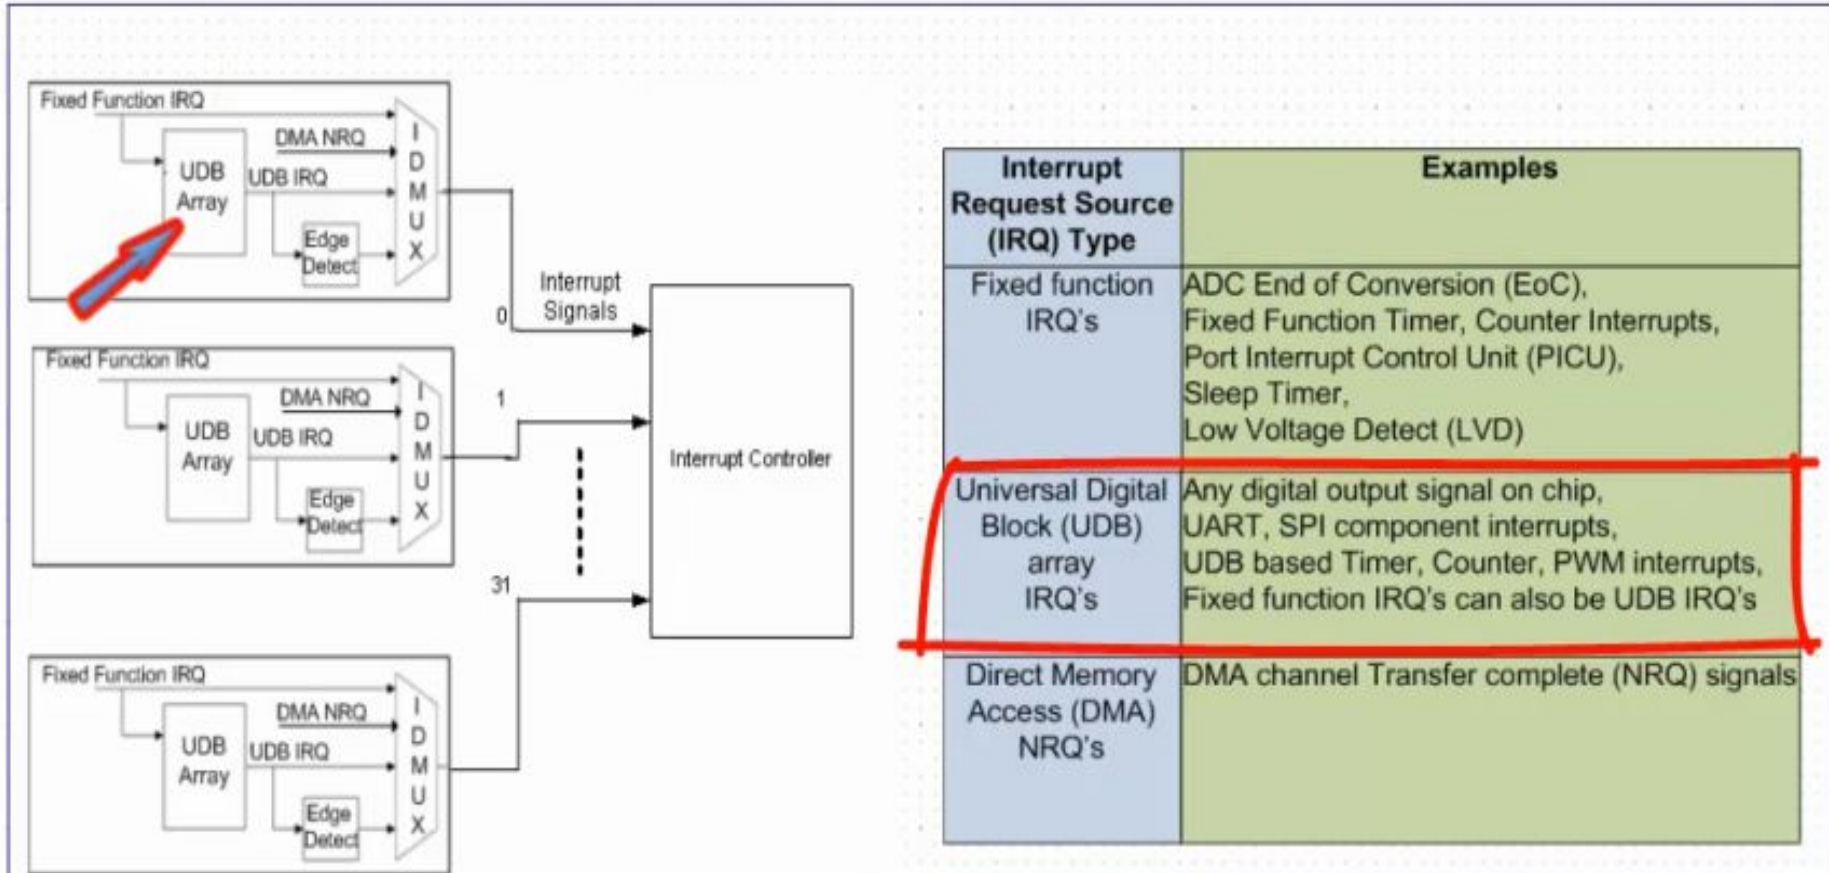 Fixed Function IRQ
DMA NRQ
UDB
Array
UDB IRQ
Edge
Detect
I
D
M
U
X
Fixed Function IRQ
DMA NRQ
UDB
Array
UDB IRQ
Edge
Detect
I
D
M
U
X
Fixed Function IRQ
DMA NRQ
UDB
Array
UDB IRQ
Edge
Detect
I
D
M
U
X
Interrupt
Signals
0
1
31
Interrupt Controller
Interrupt
Request Source
(IRQ) Type
Examples
Fixed function
IRQ's
ADC End of Conversion (EoC),
Fixed Function Timer, Counter Interrupts,
Port Interrupt Control Unit (PICU),
Sleep Timer,
Low Voltage Detect (LVD)
Universal Digital
Block (UDB)
array
IRQ's
Any digital output signal on chip,
UART, SPI component interrupts,
UDB based Timer, Counter, PWM interrupts,
Fixed function IRQ's can also be UDB IRQ's
Direct Memory
Access (DMA)
NRQ's
DMA channel Transfer complete (NRQ) signals